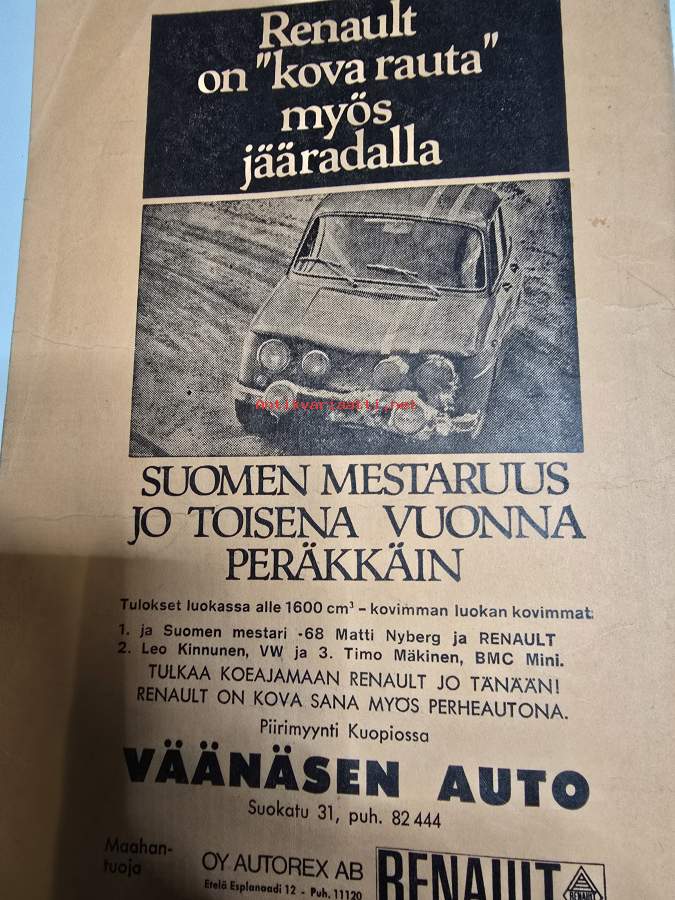 Renault
on "kova rauta"
myös
jääradalla
Antikvariaatti.net
SUOMEN MESTARUUS
JO TOISENA VUONNA
PERÄKKÄIN
Tulokset luokassa alle 1600 cm³ - kovimman luokan kovimmat:
1. ja Suomen mestari -68 Matti Nyberg ja RENAULT
2. Leo Kinnunen, VW ja 3. Timo Mäkinen, BMC Mini.
TULKAA KOEAJAMAAN RENAULT JO TÄNÄÄN!
RENAULT ON KOVA SANA MYÖS PERHEAUTONA.
Piirimyynti Kuopiossa
VÄÄNÄSEN AUTO
Suokatu 31, puh. 82 444
Maahan-
tuoja
OY AUTOREX AB
Etelä Esplanaadi 12 - Puh. 11120
RENAULT
RENAULT